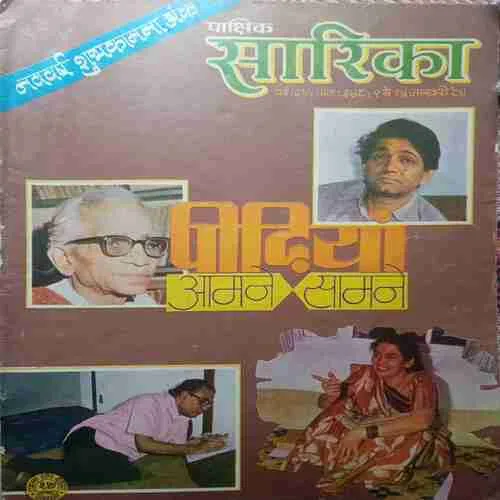 नववर्ष शुभकामना अंक
पाक्षिक
सारिका
पीढ़ियां
आमने सामने